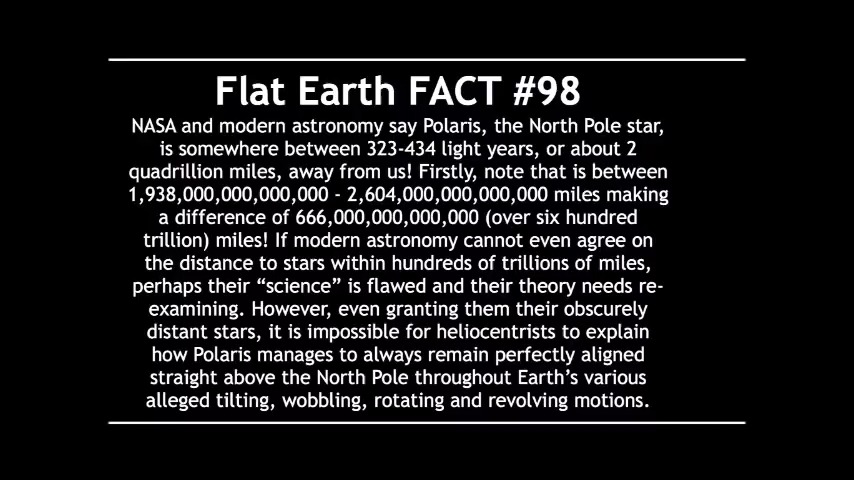 Flat Earth FACT #98
NASA and modern astronomy say Polaris, the North Pole star,
is somewhere between 323-434 light years, or about 2
quadrillion miles, away from us! Firstly, note that is between
1,938,000,000,000,000 - 2,604,000,000,000,000 miles making
a difference of 666,000,000,000,000 (over six hundred
trillion) miles! If modern astronomy cannot even agree on
the distance to stars within hundreds of trillions of miles,
perhaps their “science” is flawed and their theory needs re-
examining. However, even granting them their obscurely
distant stars, it is impossible for heliocentrists to explain
how Polaris manages to always remain perfectly aligned
straight above the North Pole throughout Earth’s various
alleged tilting, wobbling, rotating and revolving motions.